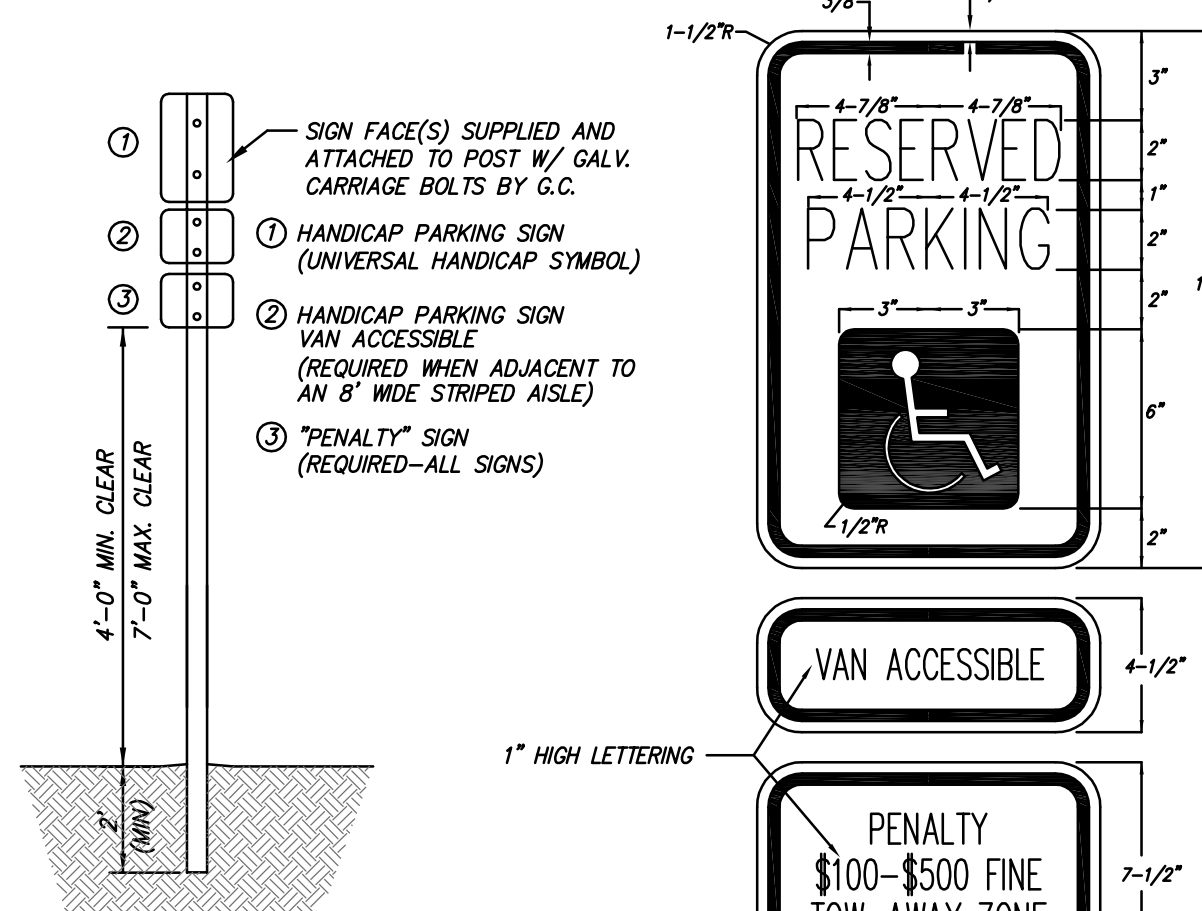 ①
②
③
SIGN FACE(S) SUPPLIED AND
ATTACHED TO POST W/ GALV.
CARRIAGE BOLTS BY G.C.
① HANDICAP PARKING SIGN
(UNIVERSAL HANDICAP SYMBOL)
② HANDICAP PARKING SIGN
VAN ACCESSIBLE
(REQUIRED WHEN ADJACENT TO
AN 8' WIDE STRIPED AISLE)
③ "PENALTY" SIGN
(REQUIRED-ALL SIGNS)
4'-0" MIN. CLEAR
7'-0" MAX. CLEAR
2'
(MIN)
3/8
1-1/2"R
3"
4-7/8" 4-7/8"
RESERVED
2"
1"
4-1/2" 4-1/2"
PARKING
2"
2"
3" 3"
6"
1/2"R
2"
VAN ACCESSIBLE
4-1/2"
1" HIGH LETTERING
PENALTY
$100-$500 FINE
TOW-AWAY ZONE
7-1/2"